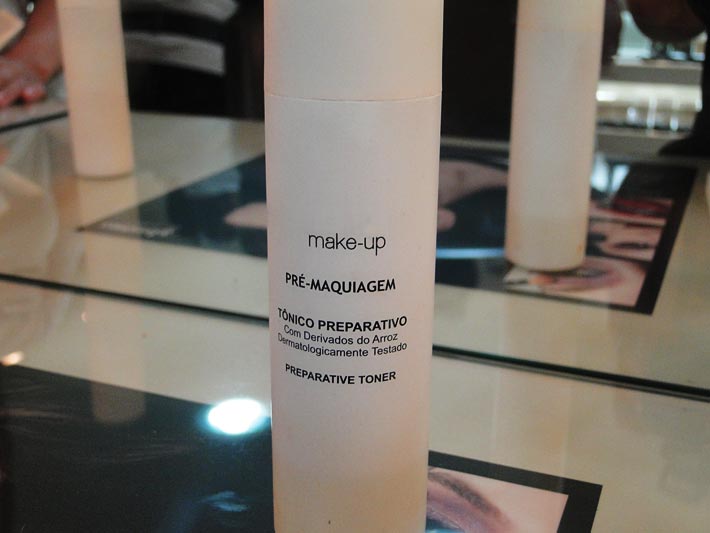 make-up
PRÉ-MAQUIAGEM
TÔNICO PREPARATIVO
Com Derivados do Arroz
Dermatologicamente Testado
PREPARATIVE TONER